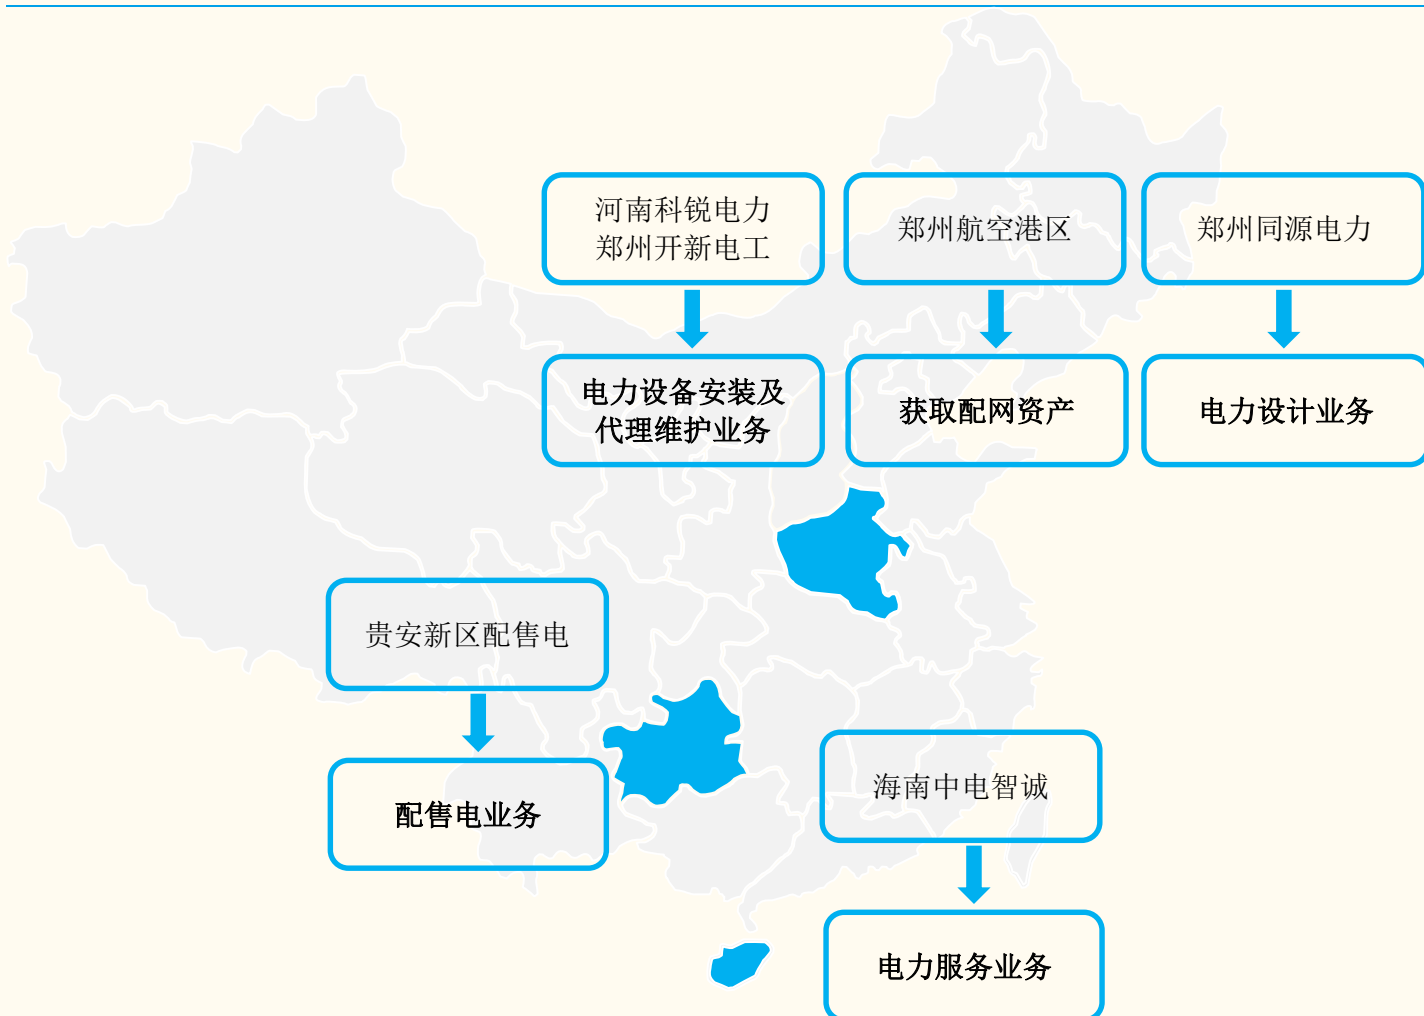 河南科锐电力
郑州开新电工
郑州航空港区
郑州同源电力
电力设备安装及
代理维护业务
获取配网资产
电力设计业务
贵安新区配售电
配售电业务
海南中电智诚
电力服务业务